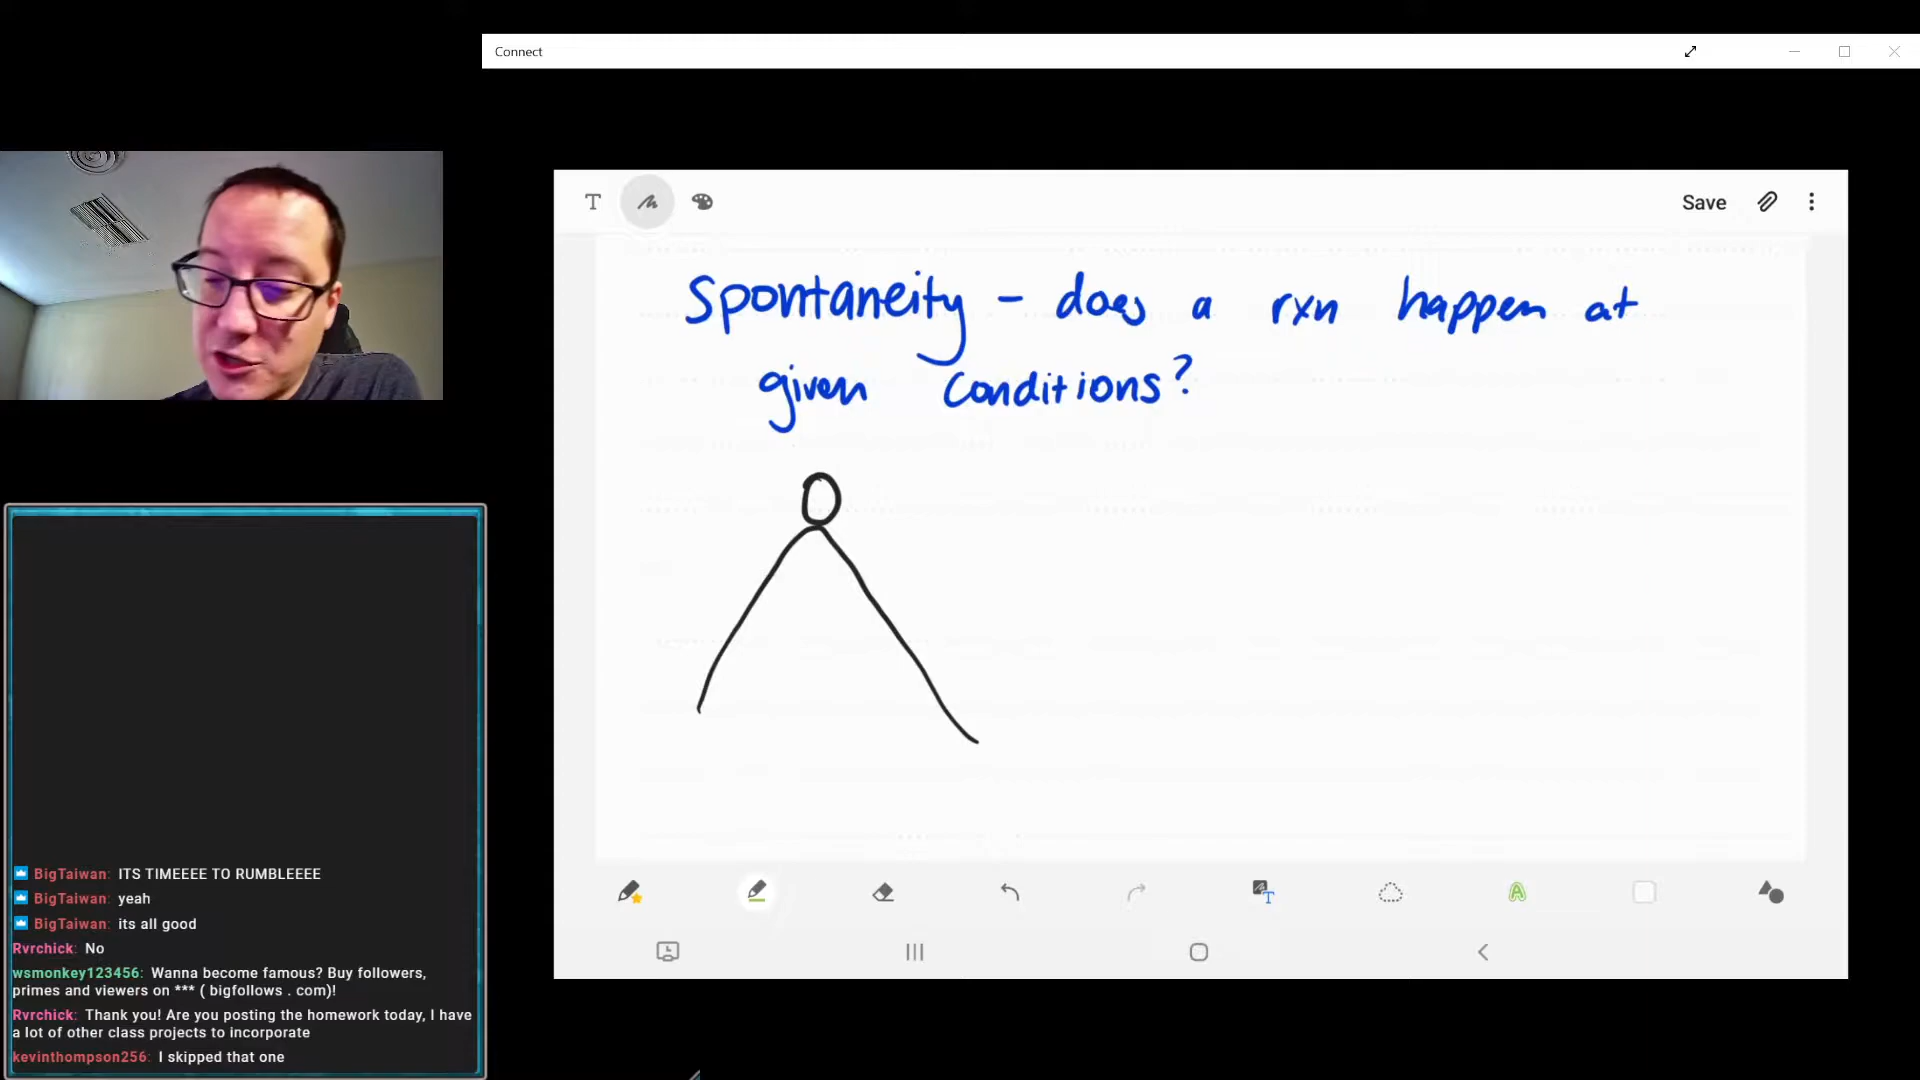 Connect
Save
Spontaneity - does a rxn happen at
given conditions?
BigTaiwan: ITS TIMEEEE TO RUMBLEEEE
BigTaiwan: yeah
BigTaiwan: its all good
Rvrchick: No
wsmonkey123456: Wanna become famous? Buy followers,
primes and viewers on *** ( bigfollows . com)!
Rvrchick: Thank you! Are you posting the homework today, I have
a lot of other class projects to incorporate
kevinthompson256: I skipped that one